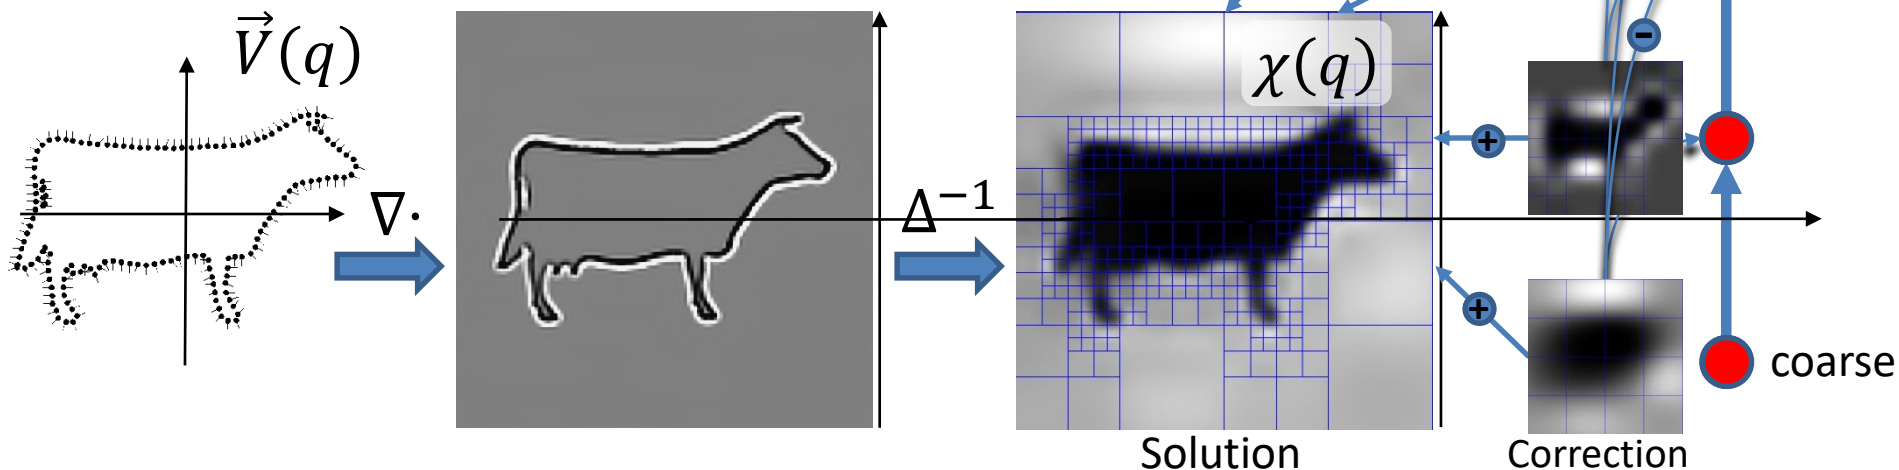 V⃗(q)
∇·
Δ⁻¹
χ(q)
−
+
+
coarse
Solution
Correction